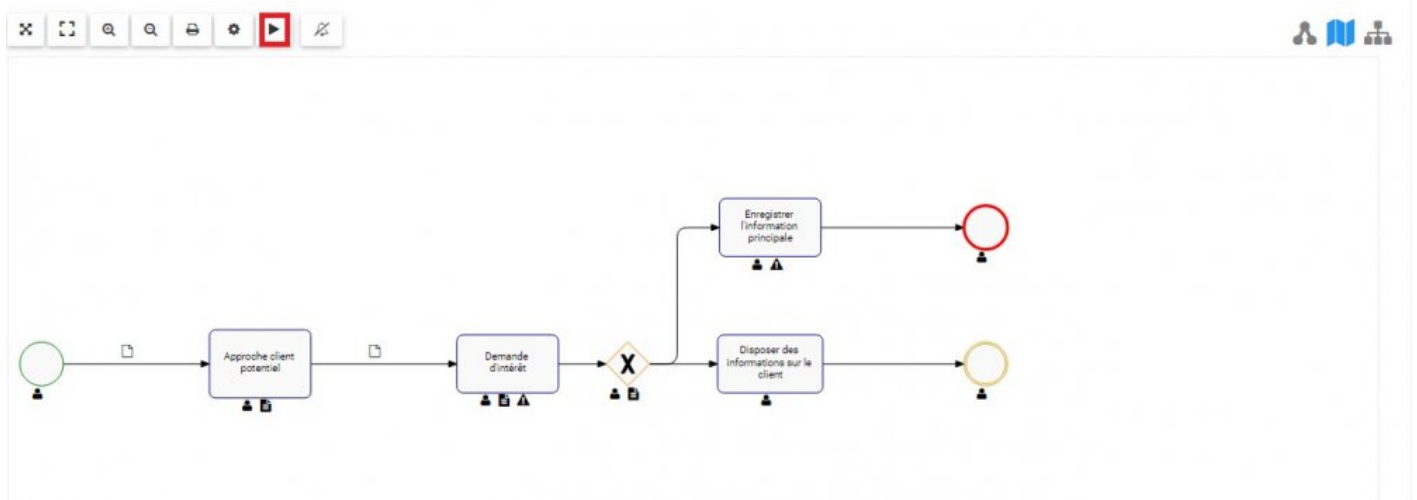 Enregistrer
l'information
principale
Approche client
potentiel
Demande
d'intérêt
X
Disposer des
informations sur le
client